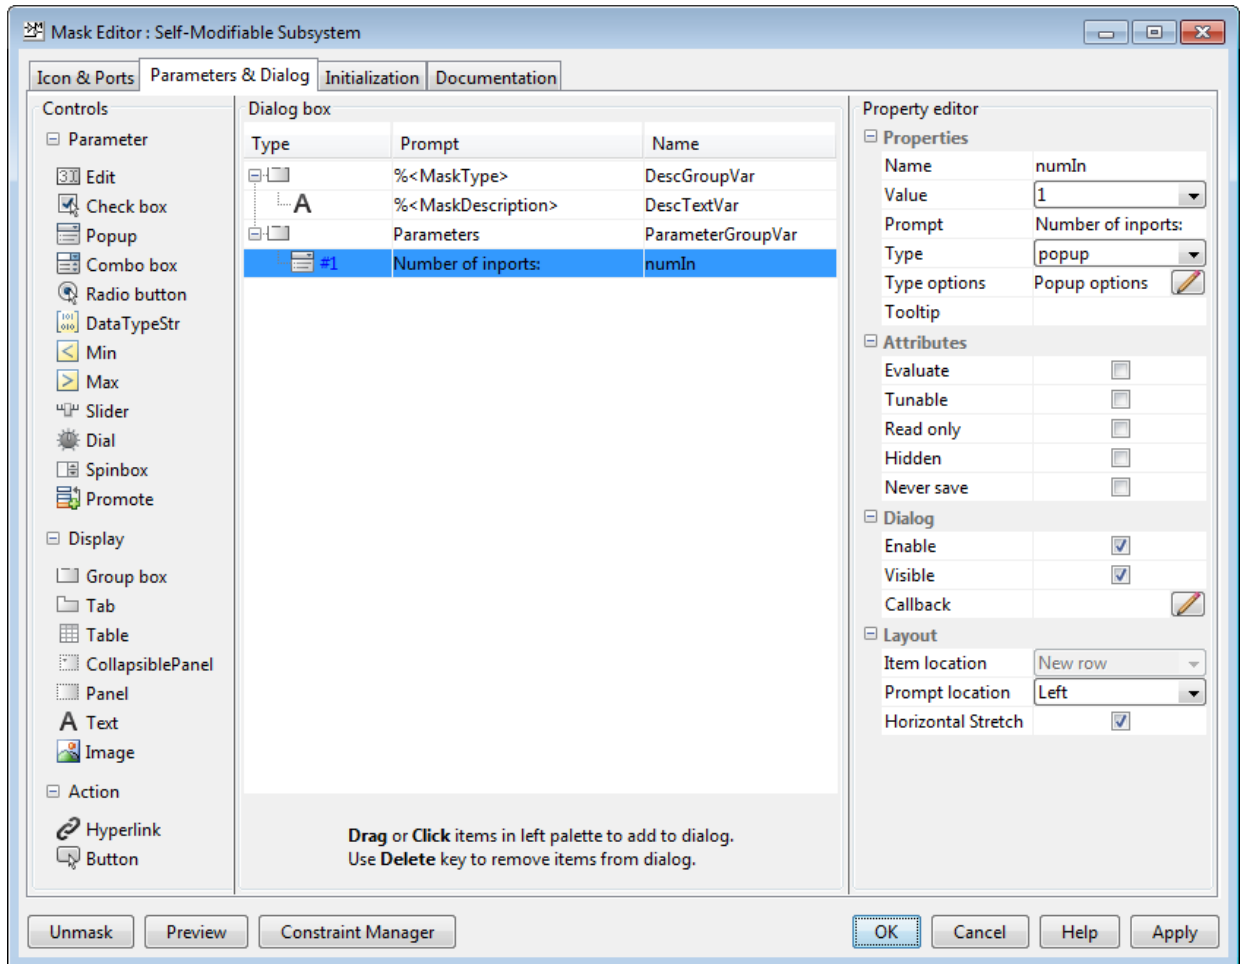 Mask Editor : Self-Modifiable Subsystem
Icon & Ports Parameters & Dialog Initialization Documentation
Controls
Parameter
Edit
Check box
Popup
Combo box
Radio button
DataTypeStr
Min
Max
Slider
Dial
Spinbox
Promote
Display
Group box
Tab
Table
CollapsiblePanel
Panel
Text
Image
Action
Hyperlink
Button
Dialog box
Type Prompt Name
%<MaskType> DescGroupVar
A %<MaskDescription> DescTextVar
Parameters ParameterGroupVar
#1 Number of inports: numIn
Drag or Click items in left palette to add to dialog.
Use Delete key to remove items from dialog.
Property editor
Properties
Name numIn
Value 1
Prompt Number of inports:
Type popup
Type options Popup options
Tooltip
Attributes
Evaluate
Tunable
Read only
Hidden
Never save
Dialog
Enable
Visible
Callback
Layout
Item location New row
Prompt location Left
Horizontal Stretch
Unmask Preview Constraint Manager OK Cancel Help Apply